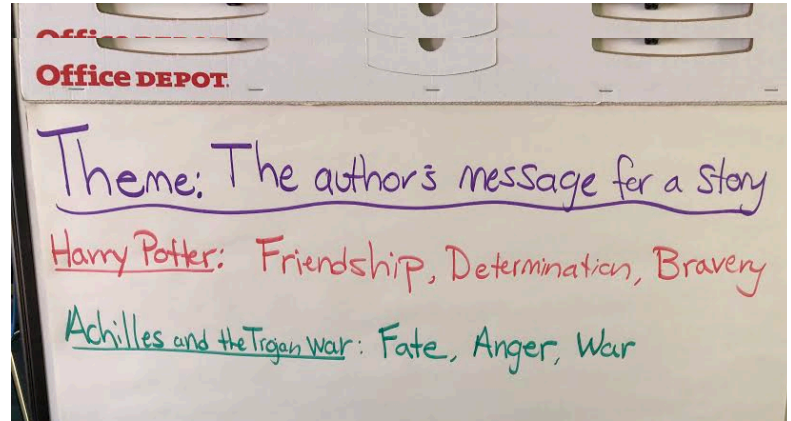 Office DEPOT.
Theme: The author's message for a story
Harry Potter: Friendship, Determination, Bravery
Achilles and the Trojan War: Fate, Anger, War